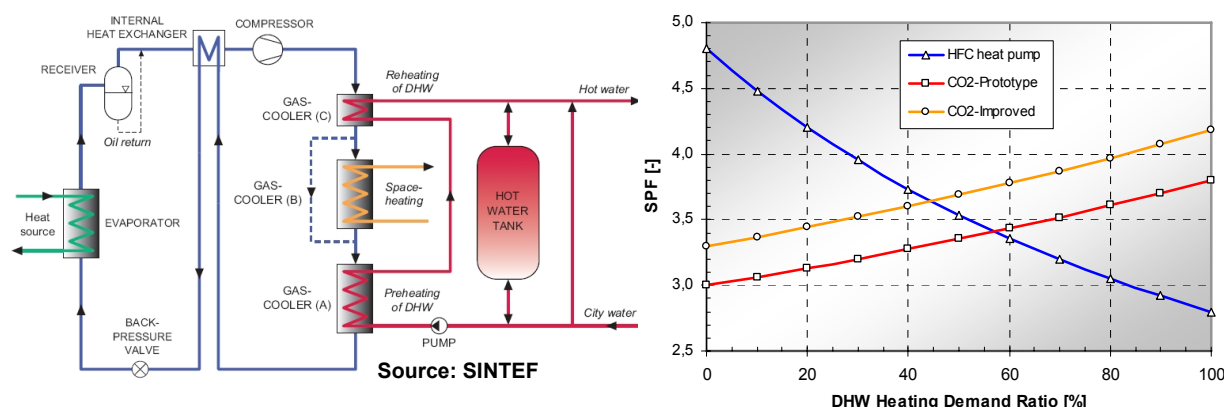 INTERNAL
HEAT EXCHANGER
COMPRESSOR
RECEIVER
Oil return
Reheating
of DHW
Hot water
GAS-
COOLER (C)
GAS-
COOLER (B)
Space-
heating
HOT
WATER
TANK
Heat
source
EVAPORATOR
GAS-
COOLER (A)
Preheating
of DHW
City water
PUMP
BACK-
PRESSURE
VALVE
Source: SINTEF
5,0
4,5
4,0
3,5
3,0
2,5
SPF [-]
HFC heat pump
CO2-Prototype
CO2-Improved
0
20
40
60
80
100
DHW Heating Demand Ratio [%]